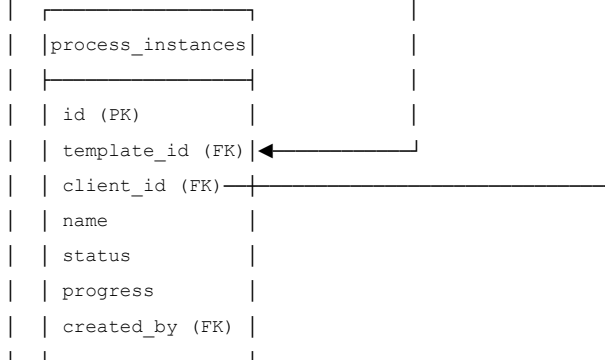 process_instances
id (PK)
template_id (FK)
client_id (FK)
name
status
progress
created_by (FK)